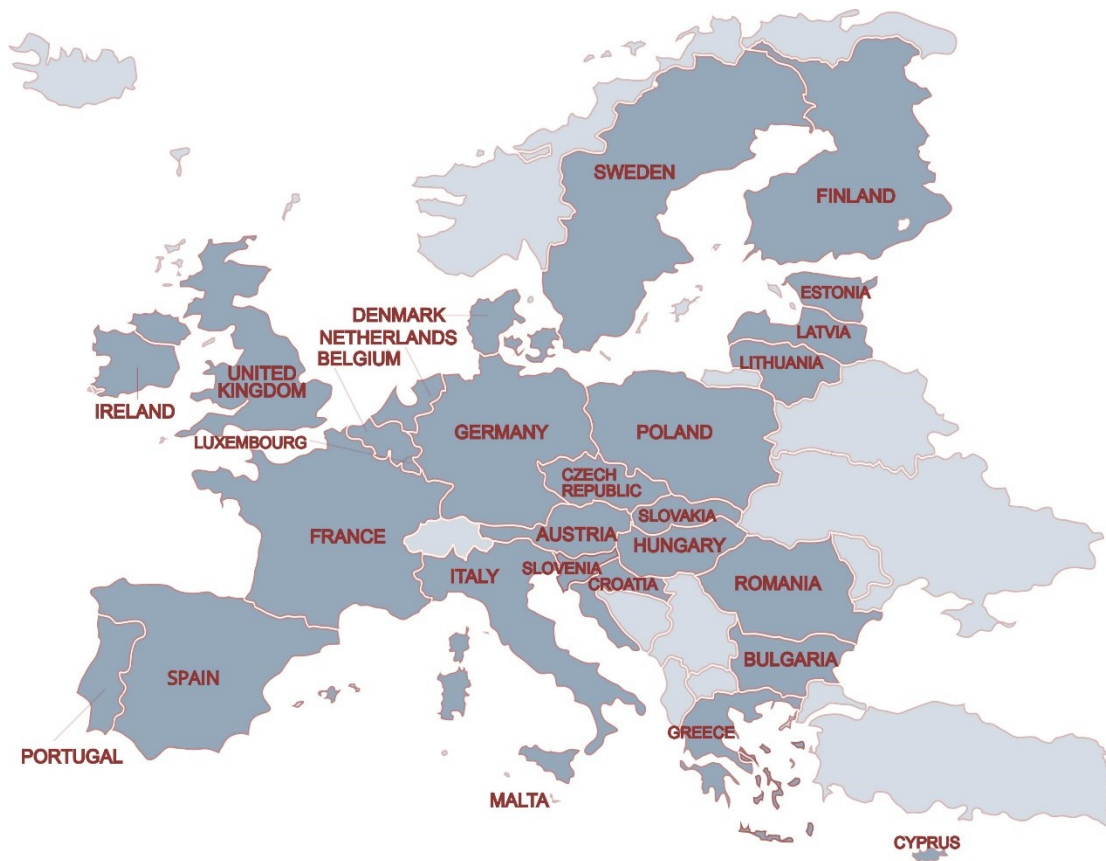 SWEDEN
FINLAND
ESTONIA
DENMARK
LATVIA
NETHERLANDS
BELGIUM
LITHUANIA
UNITED
KINGDOM
IRELAND
GERMANY
POLAND
LUXEMBOURG
CZECH
REPUBLIC
SLOVAKIA
FRANCE
AUSTRIA
HUNGARY
SLOVENIA
ITALY
CROATIA
ROMANIA
BULGARIA
SPAIN
GREECE
PORTUGAL
MALTA
CYPRUS